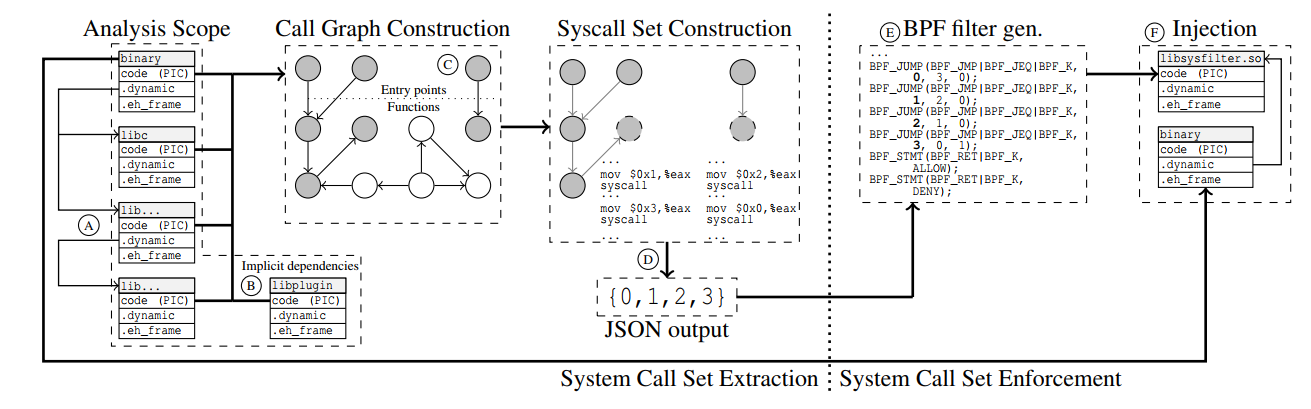 Analysis Scope
binary
code (PIC)
.dynamic
.eh_frame
libc
code (PIC)
.dynamic
.eh_frame
A
lib...
code (PIC)
.dynamic
.eh_frame
lib...
code (PIC)
.dynamic
.eh_frame
Implicit dependencies
B
libplugin
code (PIC)
.dynamic
.eh_frame
Call Graph Construction
C
Entry points
Functions
Syscall Set Construction
...
mov $0x1,%eax
syscall
...
mov $0x3,%eax
syscall
...
...
mov $0x2,%eax
syscall
...
mov $0x0,%eax
syscall
...
D
{0,1,2,3}
JSON output
E BPF filter gen.
...
BPF_JUMP(BPF_JMP|BPF_JEQ|BPF_K,
0, 3, 0);
BPF_JUMP(BPF_JMP|BPF_JEQ|BPF_K,
1, 2, 0);
BPF_JUMP(BPF_JMP|BPF_JEQ|BPF_K,
2, 1, 0);
BPF_JUMP(BPF_JMP|BPF_JEQ|BPF_K,
3, 0, 1);
BPF_STMT(BPF_RET|BPF_K,
ALLOW);
BPF_STMT(BPF_RET|BPF_K,
DENY);
F Injection
libsysfilter.so
code (PIC)
.dynamic
.eh_frame
binary
code (PIC)
.dynamic
.eh_frame
System Call Set Extraction
System Call Set Enforcement